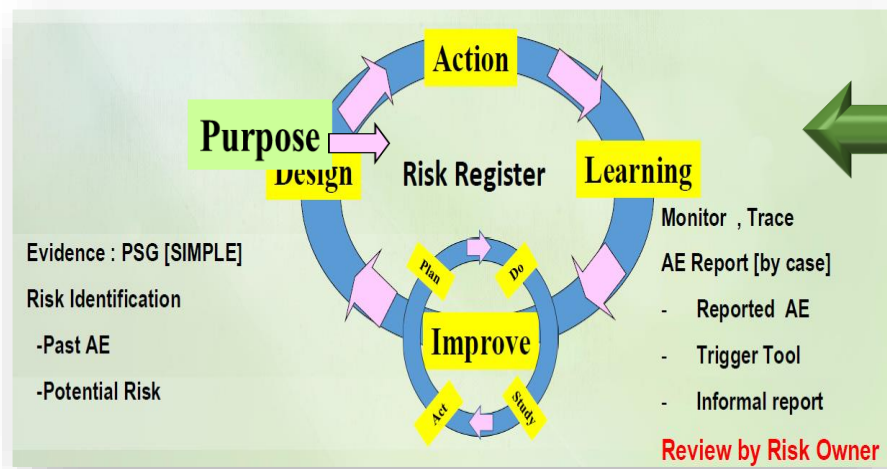 Action
Purpose
Design
Risk Register
Learning
Evidence : PSG [SIMPLE]
Risk Identification
-Past AE
-Potential Risk
Plan
Do
Improve
Act
Study
Monitor , Trace
AE Report [by case]
- Reported AE
- Trigger Tool
- Informal report
Review by Risk Owner